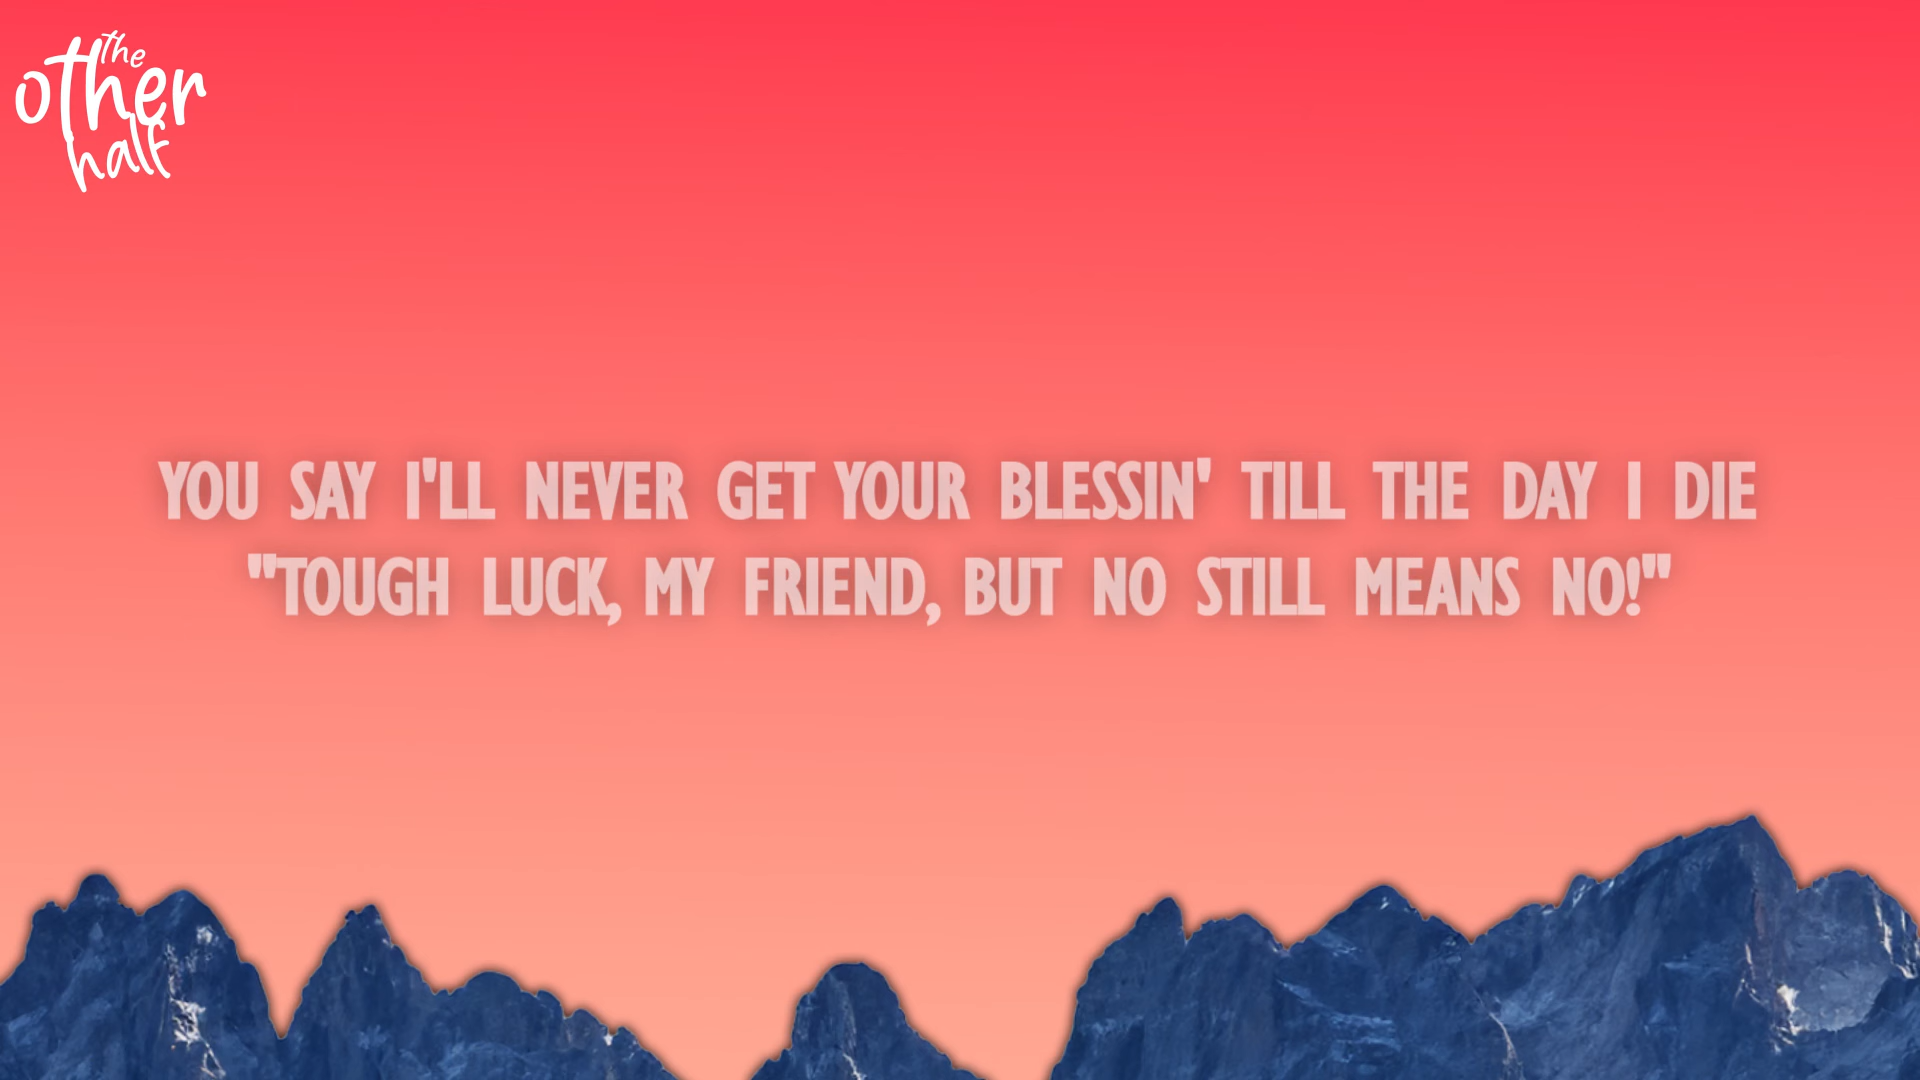 the
other
half
YOU SAY I'LL NEVER GET YOUR BLESSIN' TILL THE DAY I DIE
"TOUGH LUCK, MY FRIEND, BUT NO STILL MEANS NO!"